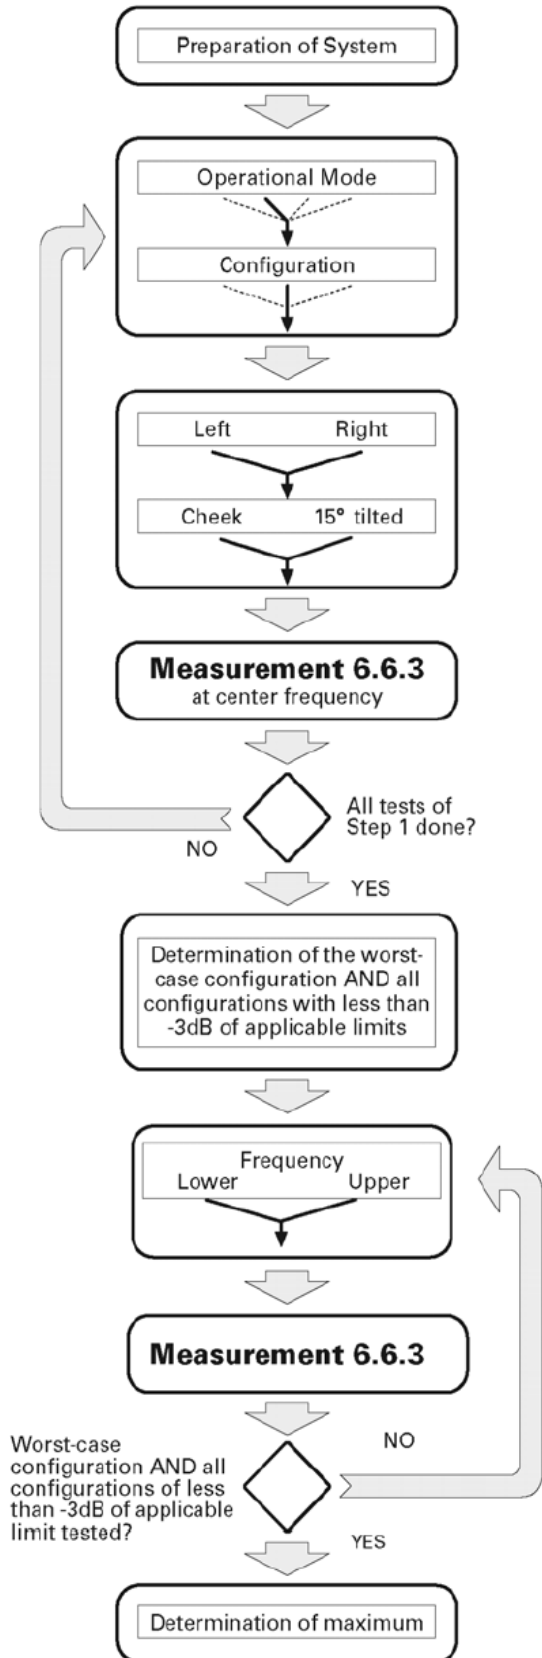 Preparation of System
Operational Mode
Configuration
Left Right
Cheek 15° tilted
Measurement 6.6.3
at center frequency
All tests of
Step 1 done?
NO
YES
Determination of the worst-
case configuration AND all
configurations with less than
-3dB of applicable limits
Frequency
Lower Upper
Measurement 6.6.3
NO
Worst-case
configuration AND all
configurations of less
than -3dB of applicable
limit tested?
YES
Determination of maximum